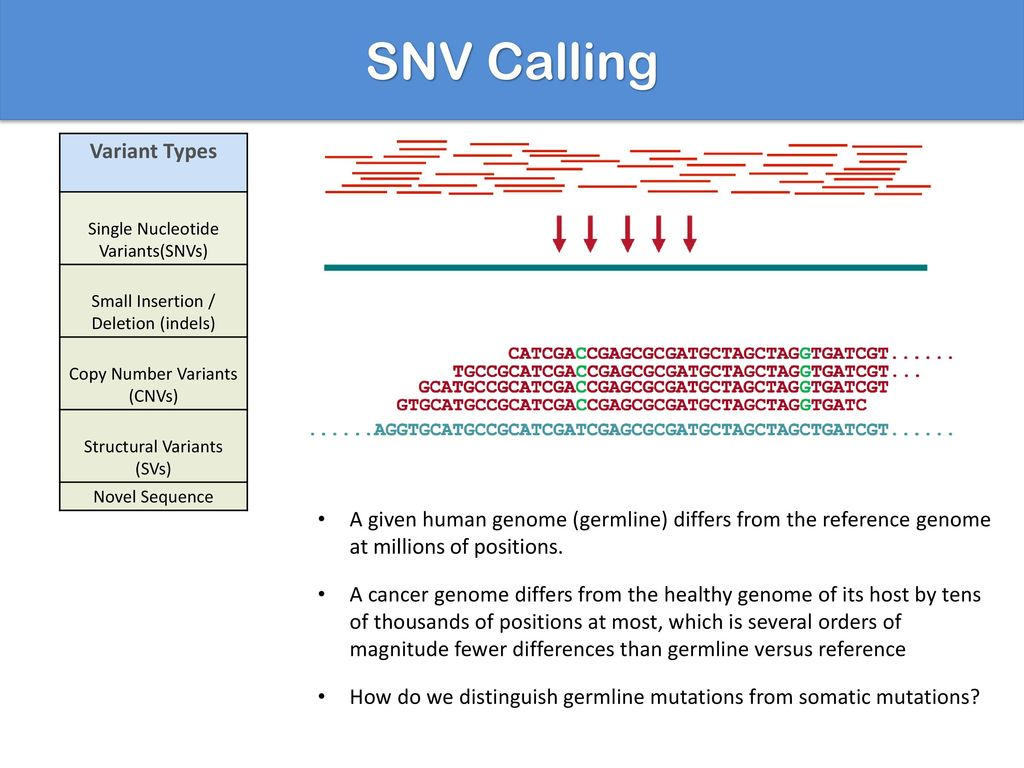 SNV Calling
Variant Types
Single Nucleotide
Variants(SNVs)
Small Insertion /
Deletion (indels)
Copy Number Variants
(CNVs)
Structural Variants
(SVs)
Novel Sequence
CATCGACCGAGCGCGATGCTAGCTAGGTGATCGT......
TGCCGCATCGACCGAGCGCGATGCTAGCTAGGTGATCGT...
GCATGCCGCATCGACCGAGCGCGATGCTAGCTAGGTGATCGT
GTGCATGCCGCATCGACCGAGCGCGATGCTAGCTAGGTGATC
......AGGTGCATGCCGCATCGATCGAGCGCGATGCTAGCTAGCTGATCGT......
• A given human genome (germline) differs from the reference genome
at millions of positions.
• A cancer genome differs from the healthy genome of its host by tens
of thousands of positions at most, which is several orders of
magnitude fewer differences than germline versus reference
• How do we distinguish germline mutations from somatic mutations?